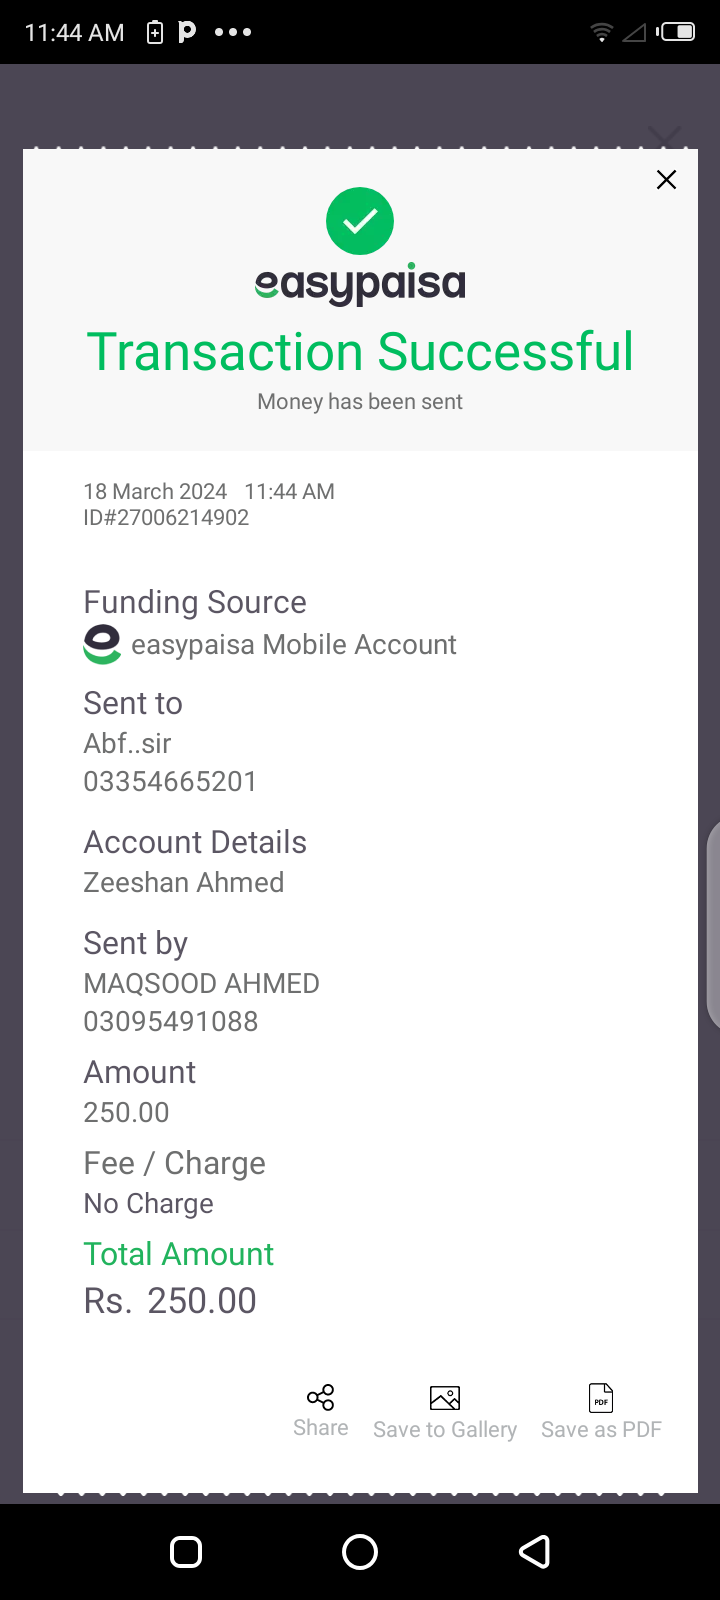 11:44 AM
easypaisa
Transaction Successful
Money has been sent
18 March 2024 11:44 AM
ID#27006214902
Funding Source
easypaisa Mobile Account
Sent to
Abf..sir
03354665201
Account Details
Zeeshan Ahmed
Sent by
MAQSOOD AHMED
03095491088
Amount
250.00
Fee / Charge
No Charge
Total Amount
Rs. 250.00
PDF
Share Save to Gallery Save as PDF